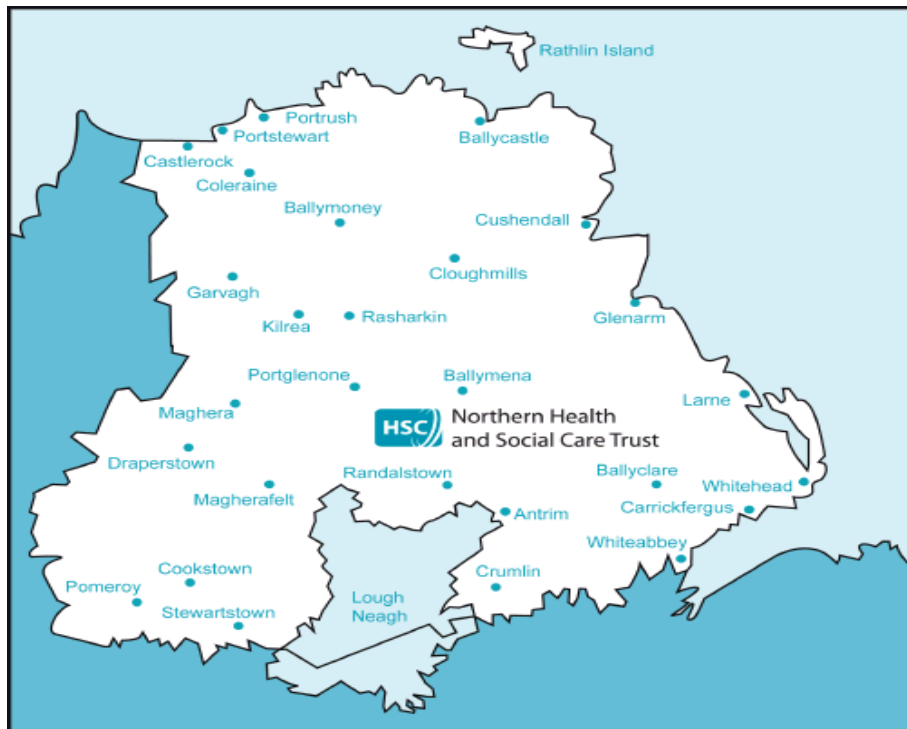 Rathlin Island
Portrush
Portstewart
Ballycastle
Castlerock
Coleraine
Ballymoney
Cushendall
Cloughmills
Garvagh
Glenarm
Kilrea
Rasharkin
Portglenone
Ballymena
Larne
Maghera
HSC
Northern Health
and Social Care Trust
Draperstown
Randalstown
Ballyclare
Whitehead
Magherafelt
Carrickfergus
Antrim
Whiteabbey
Cookstown
Crumlin
Pomeroy
Lough
Neagh
Stewartstown